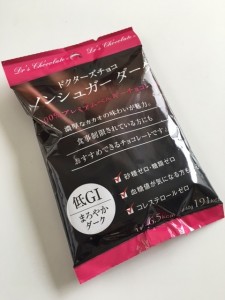 Dr's Chocolate
ドクターズチョコ
ノンシュガー ダーク
濃厚なカカオの味わいが魅力。
食事制限されている方にも
おすすめできるチョコレートです。
低GI
まろやか
ダーク
砂糖ゼロ・糖類ゼロ
血糖値が気になる方も
コレステロールゼロ